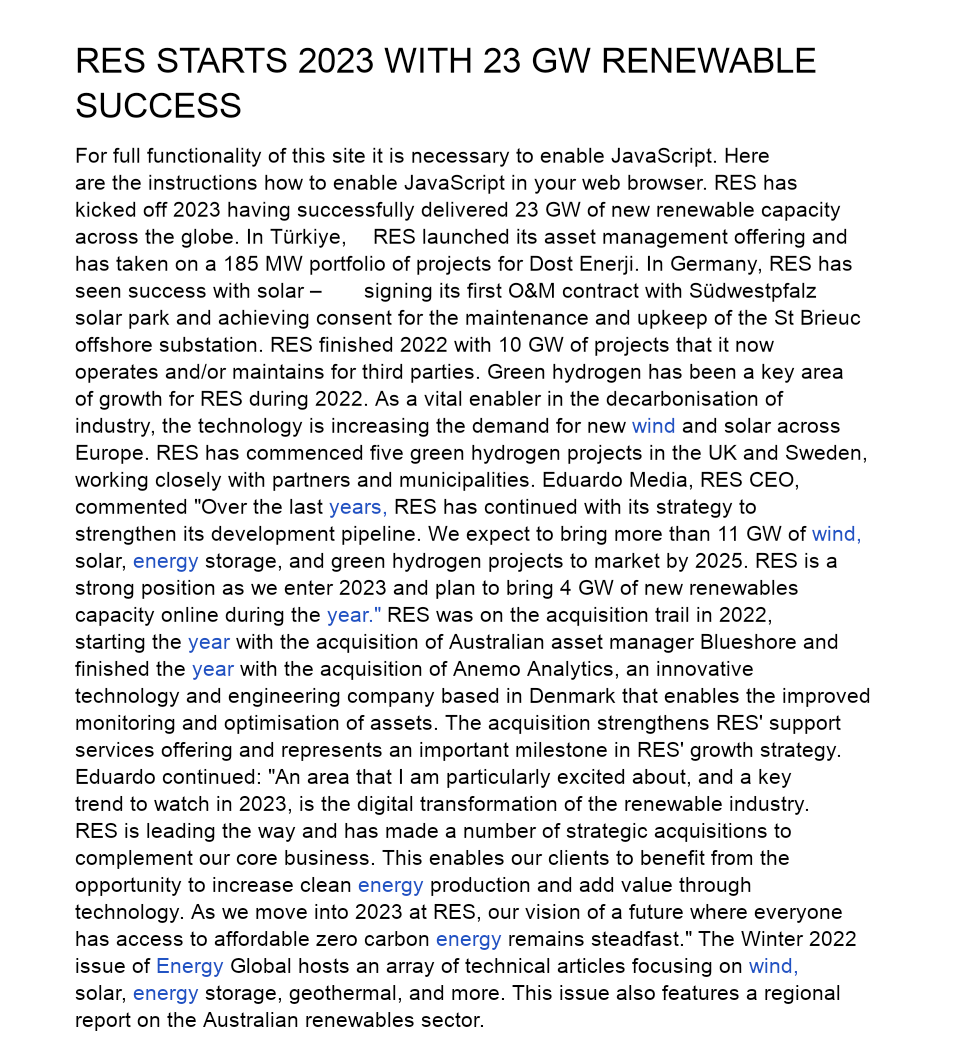 RES STARTS 2023 WITH 23 GW RENEWABLE
SUCCESS
For full functionality of this site it is necessary to enable JavaScript. Here
are the instructions how to enable JavaScript in your web browser. RES has
kicked off 2023 having successfully delivered 23 GW of new renewable capacity
across the globe. In Türkiye, RES launched its asset management offering and
has taken on a 185 MW portfolio of projects for Dost Enerji. In Germany, RES has
seen success with solar – signing its first O&M contract with Südwestpfalz
solar park and achieving consent for the maintenance and upkeep of the St Brieuc
offshore substation. RES finished 2022 with 10 GW of projects that it now
operates and/or maintains for third parties. Green hydrogen has been a key area
of growth for RES during 2022. As a vital enabler in the decarbonisation of
industry, the technology is increasing the demand for new wind and solar across
Europe. RES has commenced five green hydrogen projects in the UK and Sweden,
working closely with partners and municipalities. Eduardo Media, RES CEO,
commented "Over the last years, RES has continued with its strategy to
strengthen its development pipeline. We expect to bring more than 11 GW of wind,
solar, energy storage, and green hydrogen projects to market by 2025. RES is a
strong position as we enter 2023 and plan to bring 4 GW of new renewables
capacity online during the year." RES was on the acquisition trail in 2022,
starting the year with the acquisition of Australian asset manager Blueshore and
finished the year with the acquisition of Anemo Analytics, an innovative
technology and engineering company based in Denmark that enables the improved
monitoring and optimisation of assets. The acquisition strengthens RES' support
services offering and represents an important milestone in RES' growth strategy.
Eduardo continued: "An area that I am particularly excited about, and a key
trend to watch in 2023, is the digital transformation of the renewable industry.
RES is leading the way and has made a number of strategic acquisitions to
complement our core business. This enables our clients to benefit from the
opportunity to increase clean energy production and add value through
technology. As we move into 2023 at RES, our vision of a future where everyone
has access to affordable zero carbon energy remains steadfast." The Winter 2022
issue of Energy Global hosts an array of technical articles focusing on wind,
solar, energy storage, geothermal, and more. This issue also features a regional
report on the Australian renewables sector.